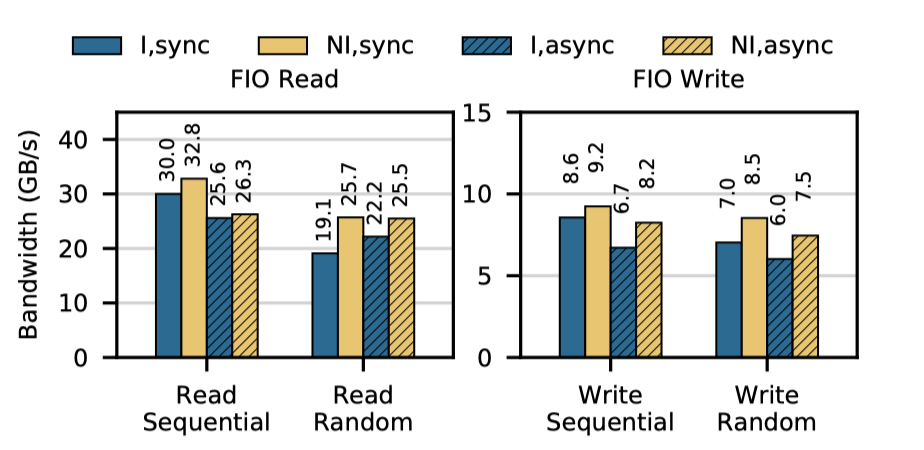 I,sync NI,sync I,async NI,async
FIO Read
FIO Write
Bandwidth (GB/s)
40
30
20
10
0
30.0
32.8
25.6
26.3
19.1
25.7
22.2
25.5
Read
Sequential
Read
Random
15
10
5
0
8.6
9.2
6.7
8.2
7.0
8.5
6.0
7.5
Write
Sequential
Write
Random